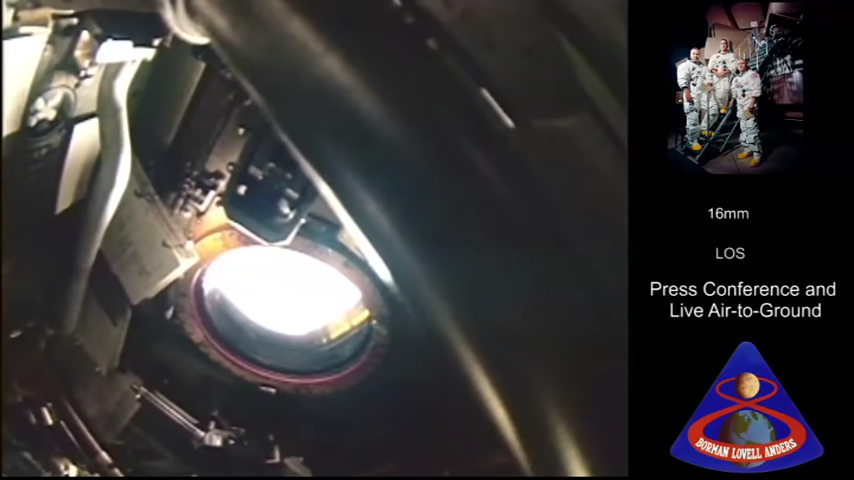 16mm
LOS
Press Conference and
Live Air-to-Ground
BORMAN LOVELL ANDERS